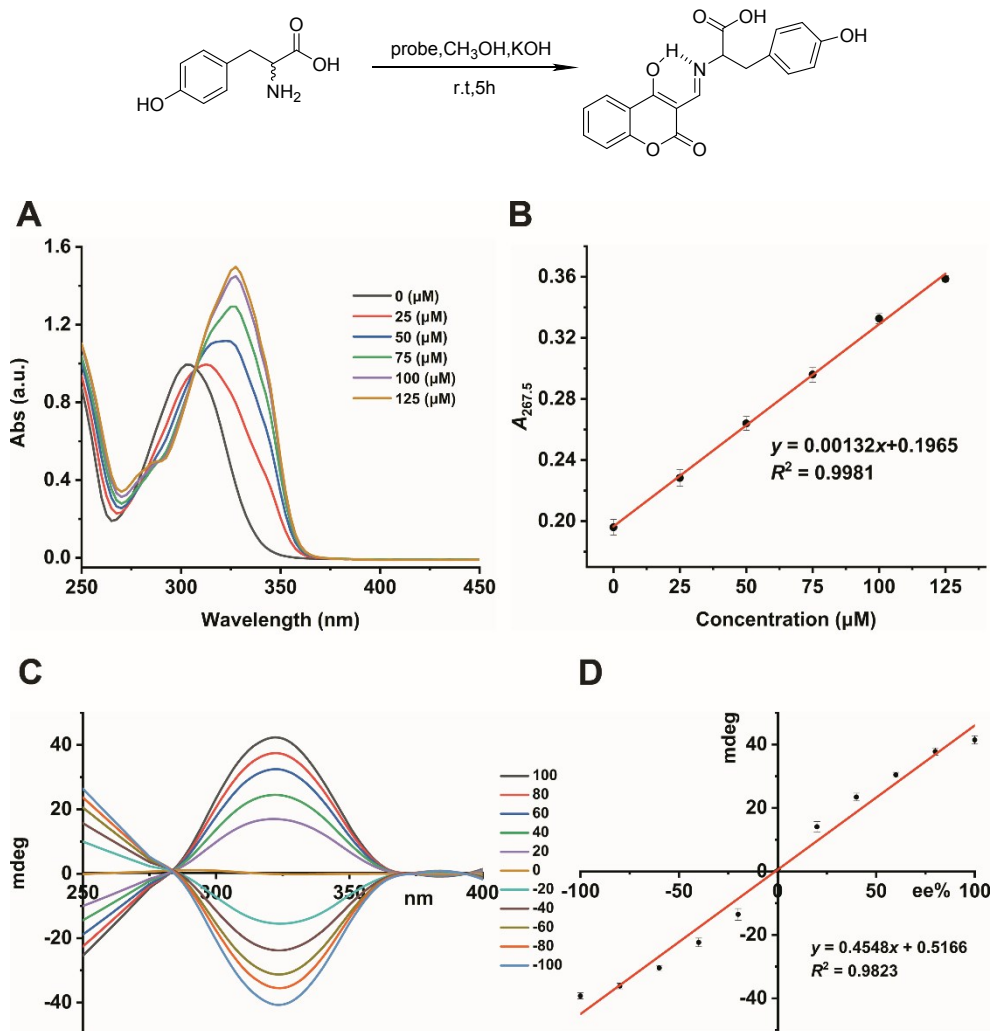 O
OH
HO
NH₂
probe,CH₃OH,KOH
r.t,5h
O
OH
OH
H
O
N
O
O
A
1.6
1.2
0.8
0.4
0.0
250
300
350
400
450
Abs (a.u.)
Wavelength (nm)
0 (µM)
25 (µM)
50 (µM)
75 (µM)
100 (µM)
125 (µM)
B
0.36
0.32
0.28
0.24
0.20
0
25
50
75
100
125
A₂₆₇.₅
Concentration (µM)
y = 0.00132x+0.1965
R² = 0.9981
C
40
20
0
-20
-40
250
300
350
400
mdeg
nm
100
80
60
40
20
0
-20
-40
-60
-80
-100
D
mdeg
40
20
0
-20
-40
-100
-50
0
50
100
ee%
y = 0.4548x + 0.5166
R² = 0.9823